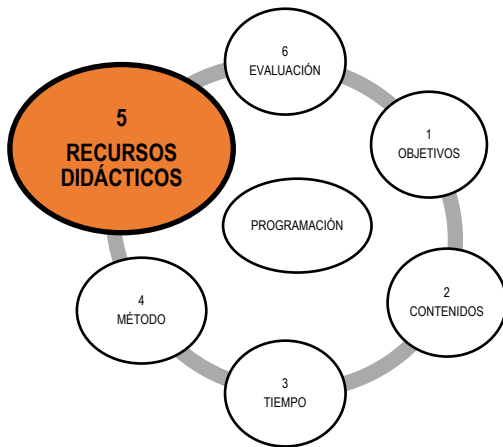 6
EVALUACIÓN
1
OBJETIVOS
2
CONTENIDOS
3
TIEMPO
4
MÉTODO
5
RECURSOS
DIDÁCTICOS
PROGRAMACIÓN